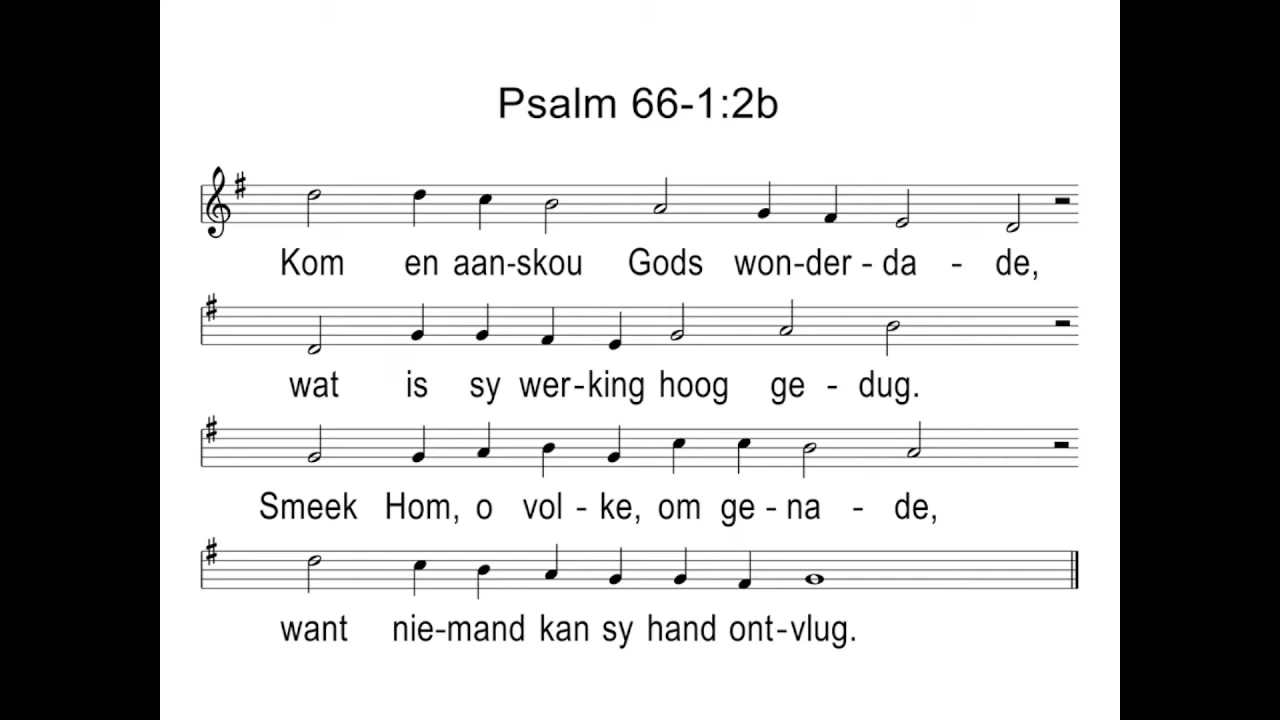 Psalm 66-1:2b
Kom en aan-skou Gods won-der - da - de,
wat is sy wer-king hoog ge - dug.
Smeek Hom, o vol - ke, om ge - na - de,
want nie-mand kan sy hand ont-vlug.